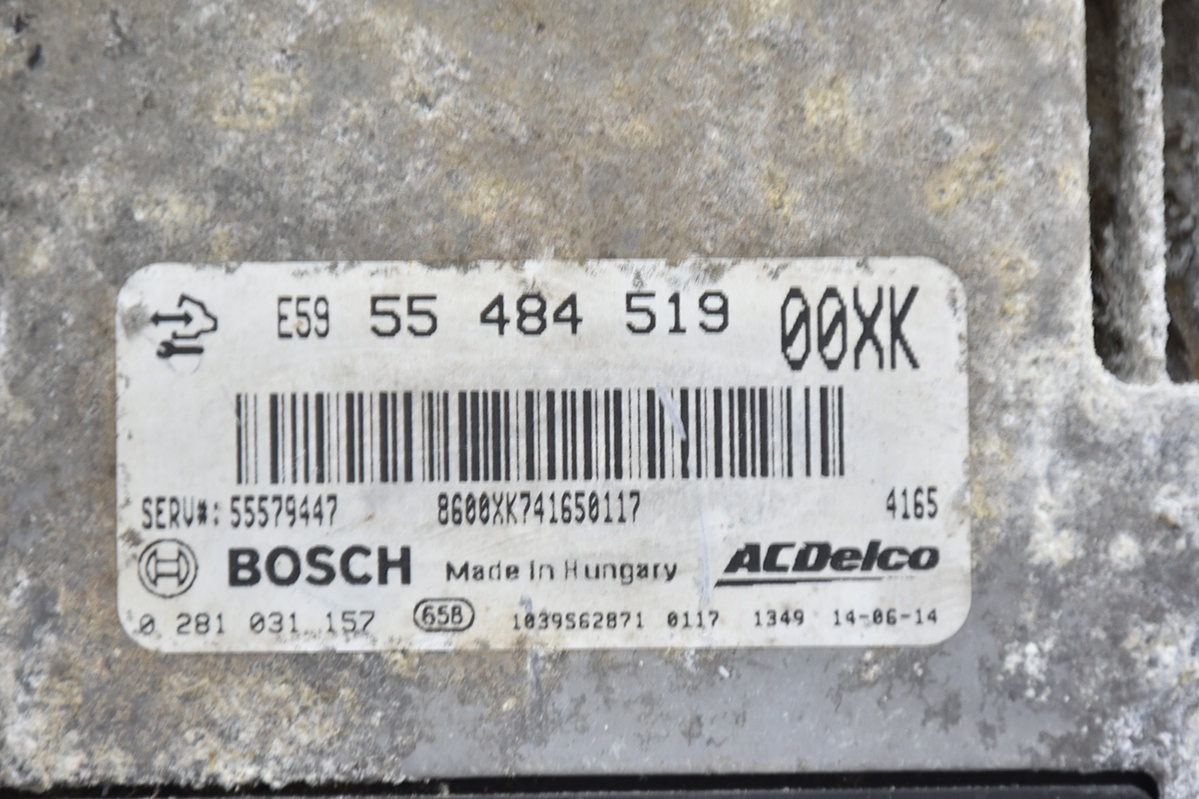 E59 55 484 519 00XK
SERV#: 55579447 8600XK741650117 4165
BOSCH Made in Hungary ACDelco
0 281 031 157 65B 1039S62871 0117 1349 14-06-14